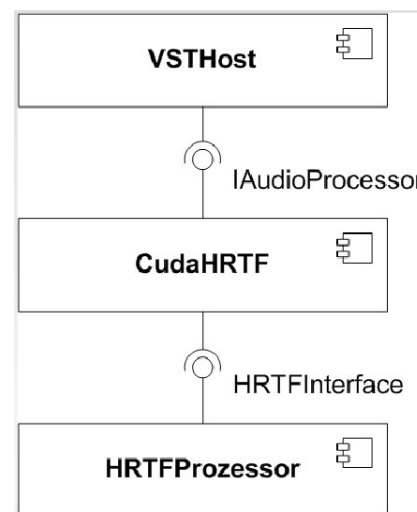 VSTHost
IAudioProcessor
CudaHRTF
HRTFInterface
HRTFProzessor